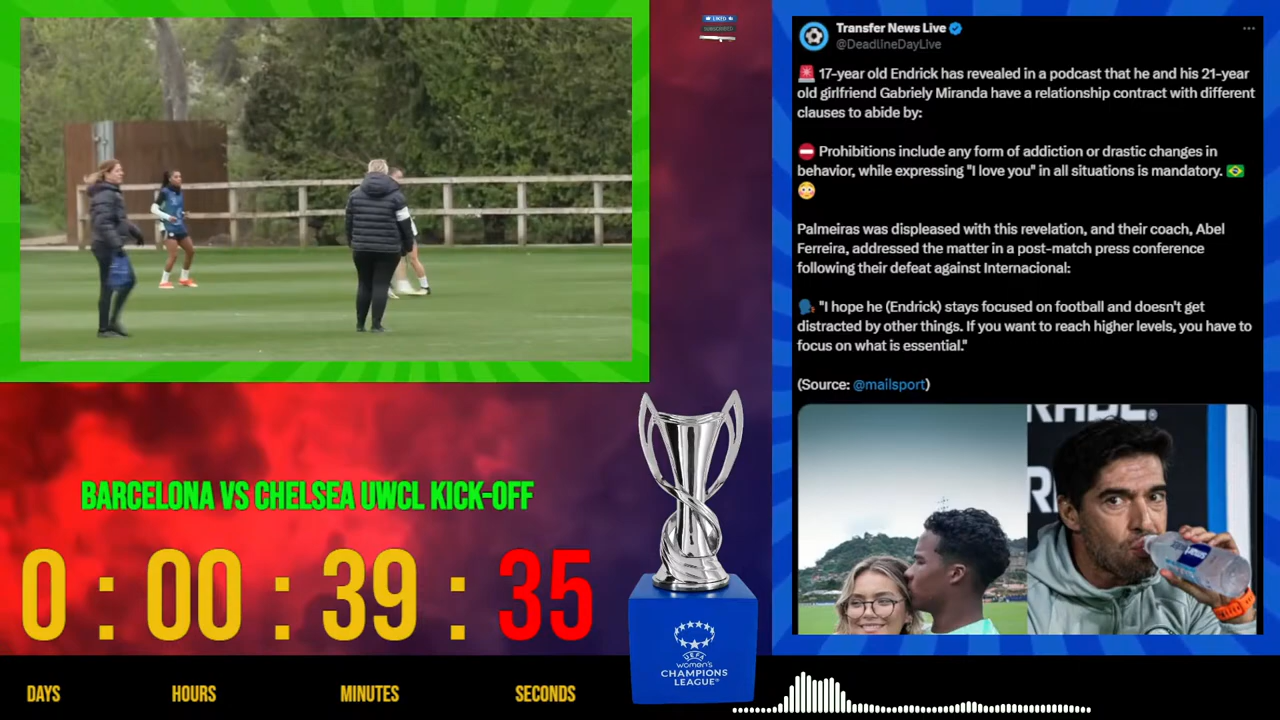 LIKED
SUBSCRIBED
Transfer News Live
@DeadlineDayLive
17-year old Endrick has revealed in a podcast that he and his 21-year
old girlfriend Gabriely Miranda have a relationship contract with different
clauses to abide by:
Prohibitions include any form of addiction or drastic changes in
behavior, while expressing "I love you" in all situations is mandatory.
Palmeiras was displeased with this revelation, and their coach, Abel
Ferreira, addressed the matter in a post-match press conference
following their defeat against Internacional:
"I hope he (Endrick) stays focused on football and doesn't get
distracted by other things. If you want to reach higher levels, you have to
focus on what is essential."
(Source: @mailsport)
BARCELONA VS CHELSEA UWCL KICK-OFF
0 : 00 : 39 : 35
DAYS HOURS MINUTES SECONDS
UEFA
women's
CHAMPIONS
LEAGUE